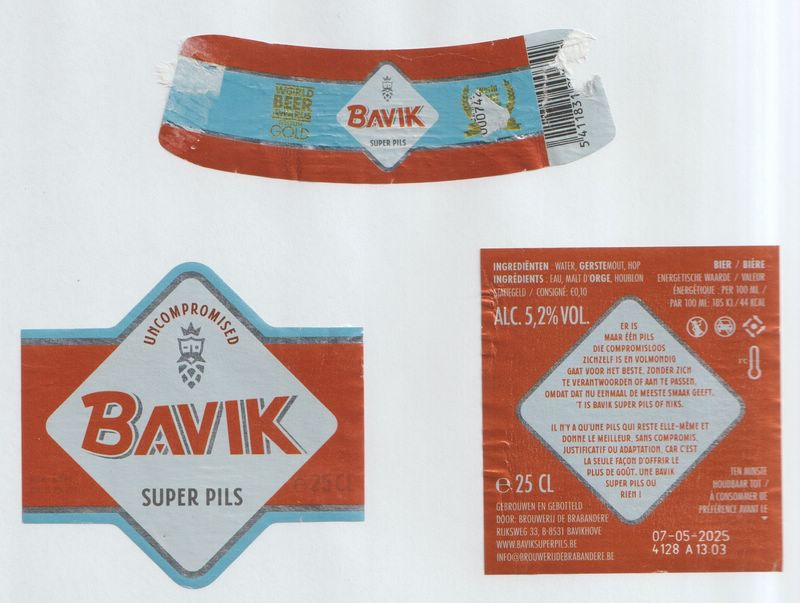 WORLD
BEER
AWARDS
GOLD
BAVIK
SUPER PILS
000744
5 411831
UNCOMPROMISED
BAVIK
SUPER PILS
e 25 CL
INGREDIËNTEN : WATER, GERSTEMOUT, HOP
INGRÉDIENTS : EAU, MALT D'ORGE, HOUBLON
STATIEGELD / CONSIGNE: €0,10
ALC. 5,2% VOL.
BIER / BIÈRE
ENERGETISCHE WAARDE / VALEUR
ÉNERGÉTIQUE : PER 100 ML /
PAR 100 ML: 185 KJ / 44 KCAL
3°C
ER IS
MAAR ÉÉN PILS
DIE COMPROMISLOOS
ZICHZELF IS EN VOLMONDIG
GAAT VOOR HET BESTE, ZONDER ZICH
TE VERANTWOORDEN OF AAN TE PASSEN,
OMDAT DAT NU EENMAAL DE MEESTE SMAAK GEEFT.
'T IS BAVIK SUPER PILS OF NIKS.
IL N'Y A QU'UNE PILS QUI RESTE ELLE-MÊME ET
DONNE LE MEILLEUR, SANS COMPROMIS,
JUSTIFICATIF OU ADAPTATION, CAR C'EST
LA SEULE FAÇON D'OFFRIR LE
PLUS DE GOÛT. UNE BAVIK
SUPER PILS OU
RIEN !
e 25 CL
GEBROUWEN EN GEBOTTELD
DOOR: BROUWERIJ DE BRABANDERE
RIJKSWEG 33, B-8531 BAVIKHOVE
WWW.BAVIKSUPERPILS.BE
INFO@BROUWERIJDEBRABANDERE.BE
TEN MINSTE
HOUDBAAR TOT /
À CONSOMMER DE
PRÉFÉRENCE AVANT LE
07-05-2025
4128 A 13:03